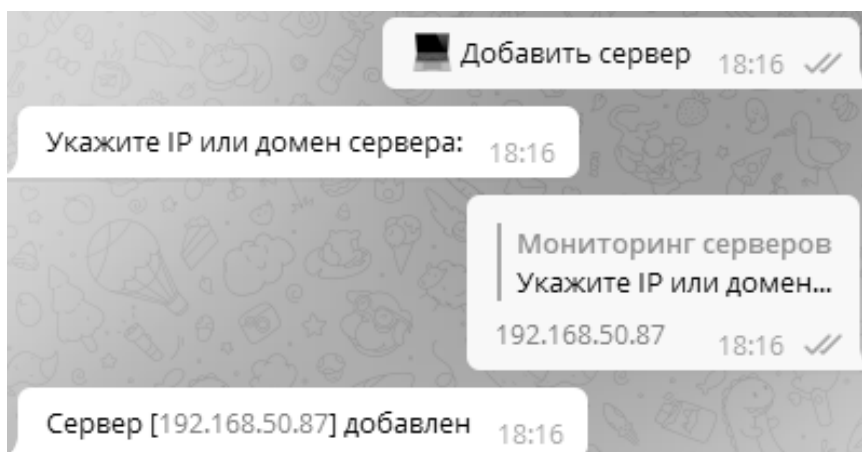 💻 Добавить сервер 18:16
Укажите IP или домен сервера: 18:16
Мониторинг серверов
Укажите IP или домен...
192.168.50.87 18:16
Сервер [192.168.50.87] добавлен 18:16